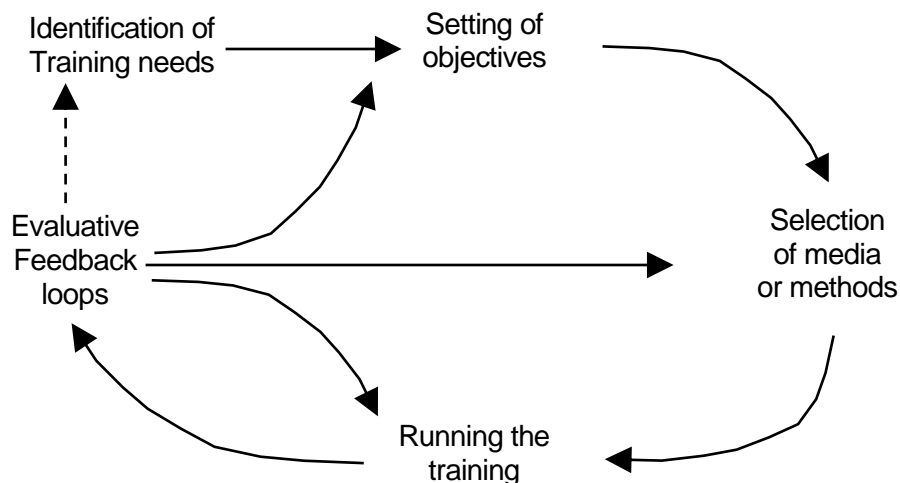 Identification of
Training needs
Setting of
objectives
Evaluative
Feedback
loops
Selection
of media
or methods
Running the
training